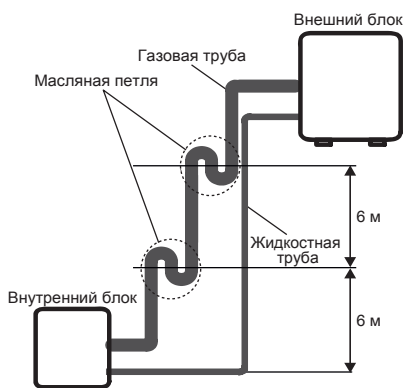 Внешний блок
Газовая труба
Масляная петля
6 м
Жидкостная
труба
Внутренний блок
6 м